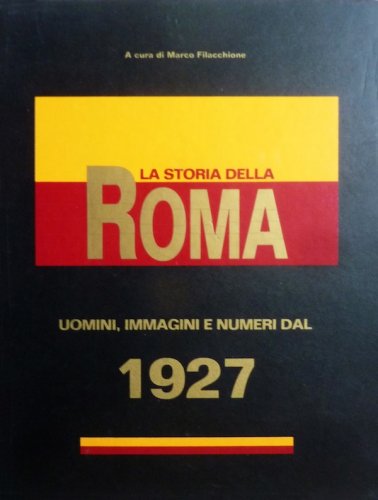 A cura di Marco Filacchione
LA STORIA DELLA
ROMA
UOMINI, IMMAGINI E NUMERI DAL
1927